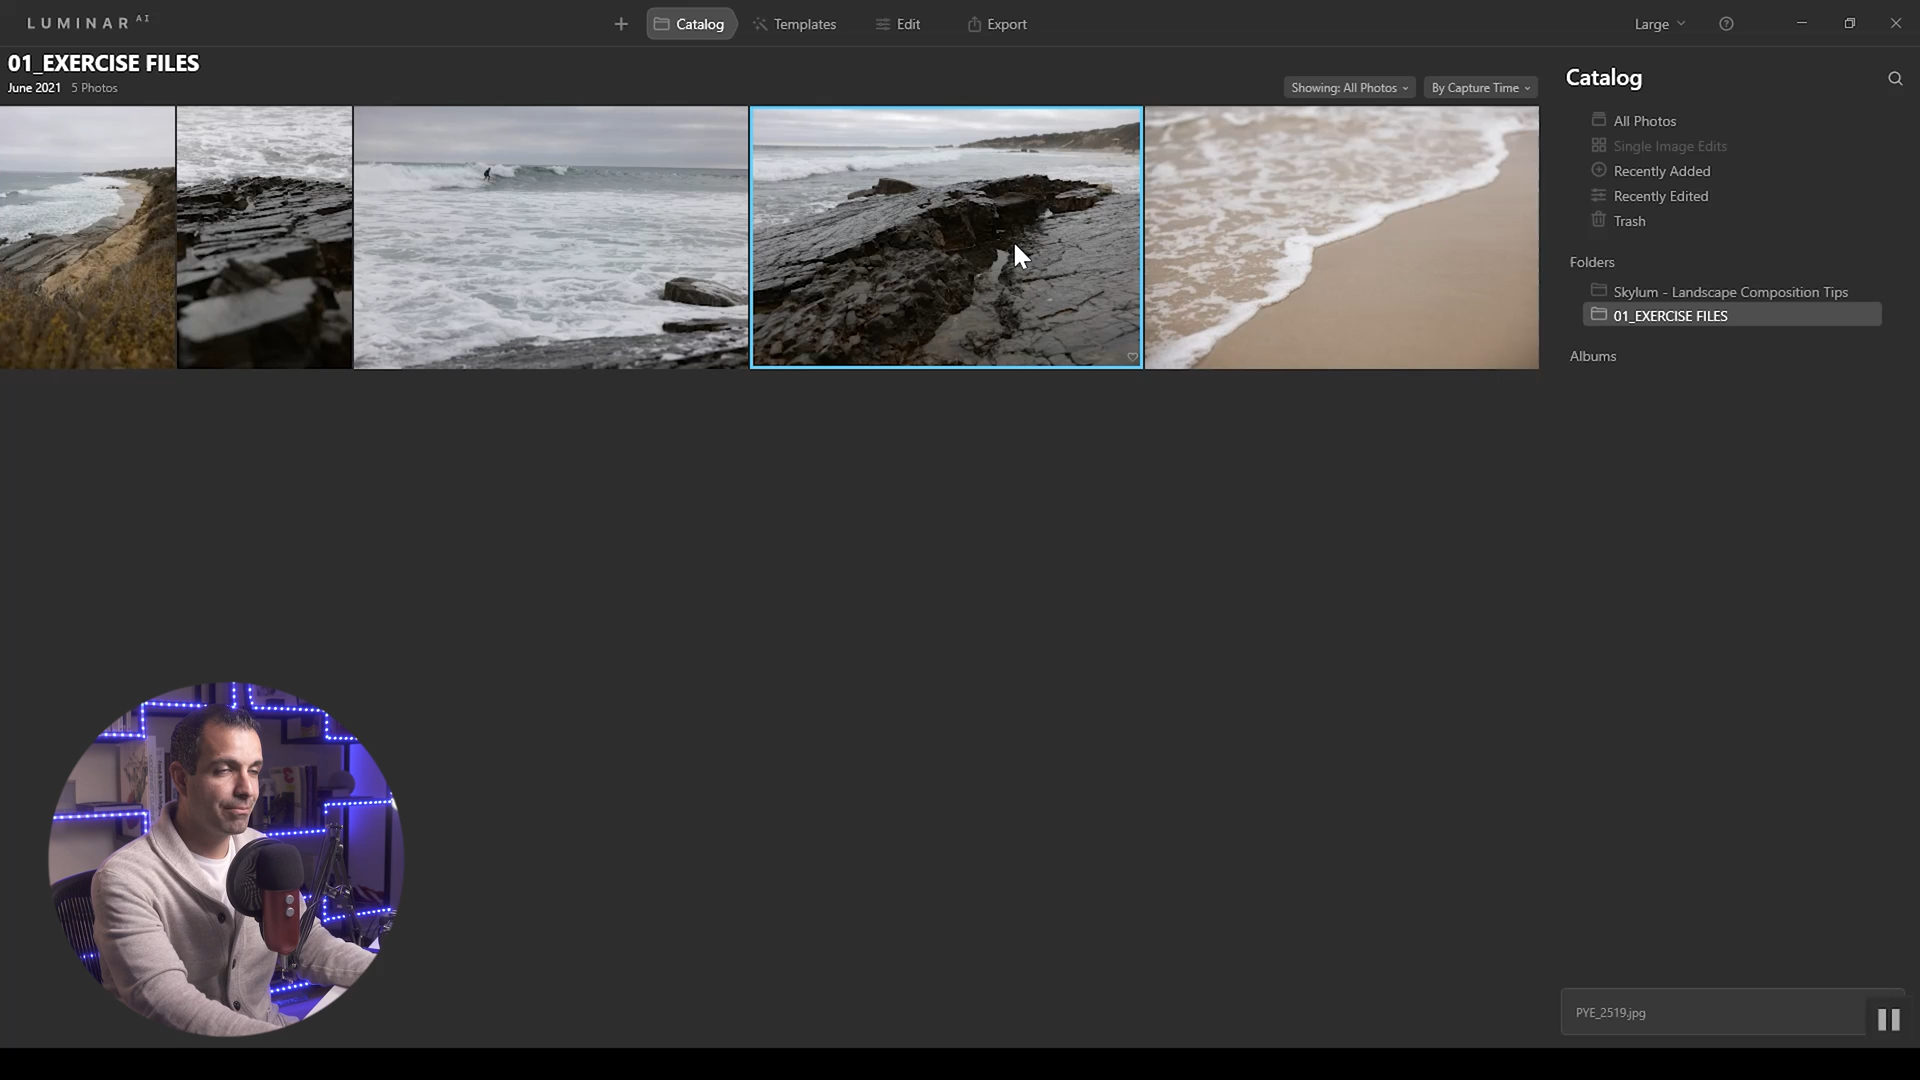 LUMINAR AI
Catalog
Templates
Edit
Export
Large
01_EXERCISE FILES
June 2021 5 Photos
Showing: All Photos
By Capture Time
Catalog
All Photos
Single Image Edits
Recently Added
Recently Edited
Trash
Folders
Skylum - Landscape Composition Tips
01_EXERCISE FILES
Albums
PYE_2519.jpg